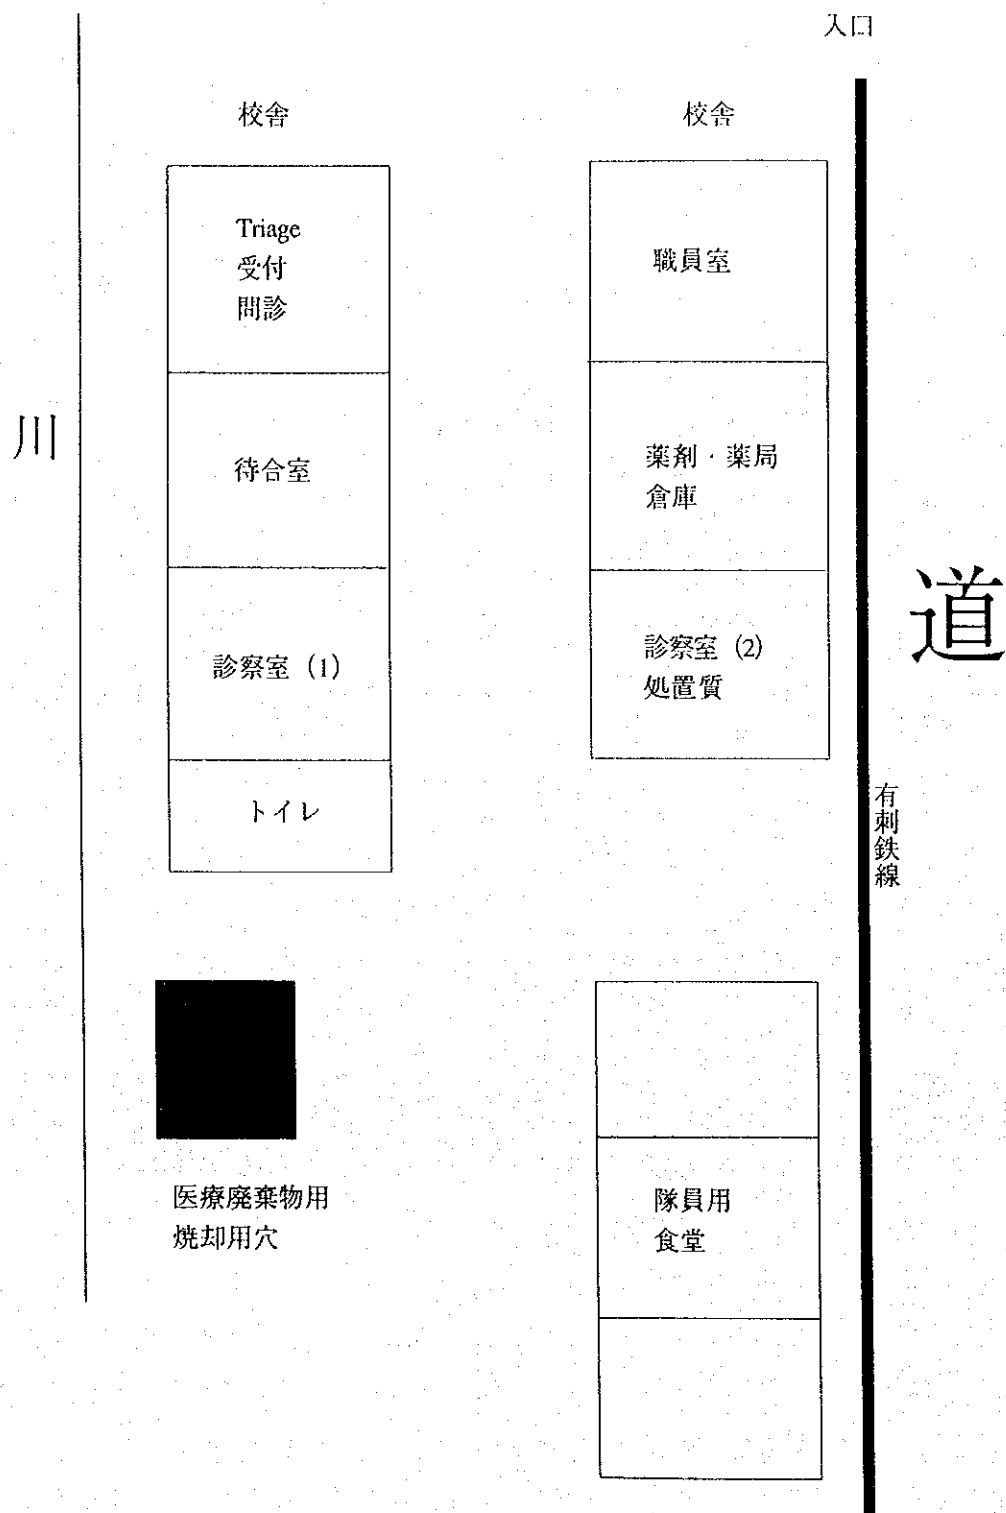 入口
校舎
校舎
Triage
受付
問診
職員室
川
待合室
薬剤・薬局
倉庫
道
診察室 (1)
診察室 (2)
処置質
トイレ
有刺鉄線
医療廃棄物用
焼却用穴
隊員用
食堂